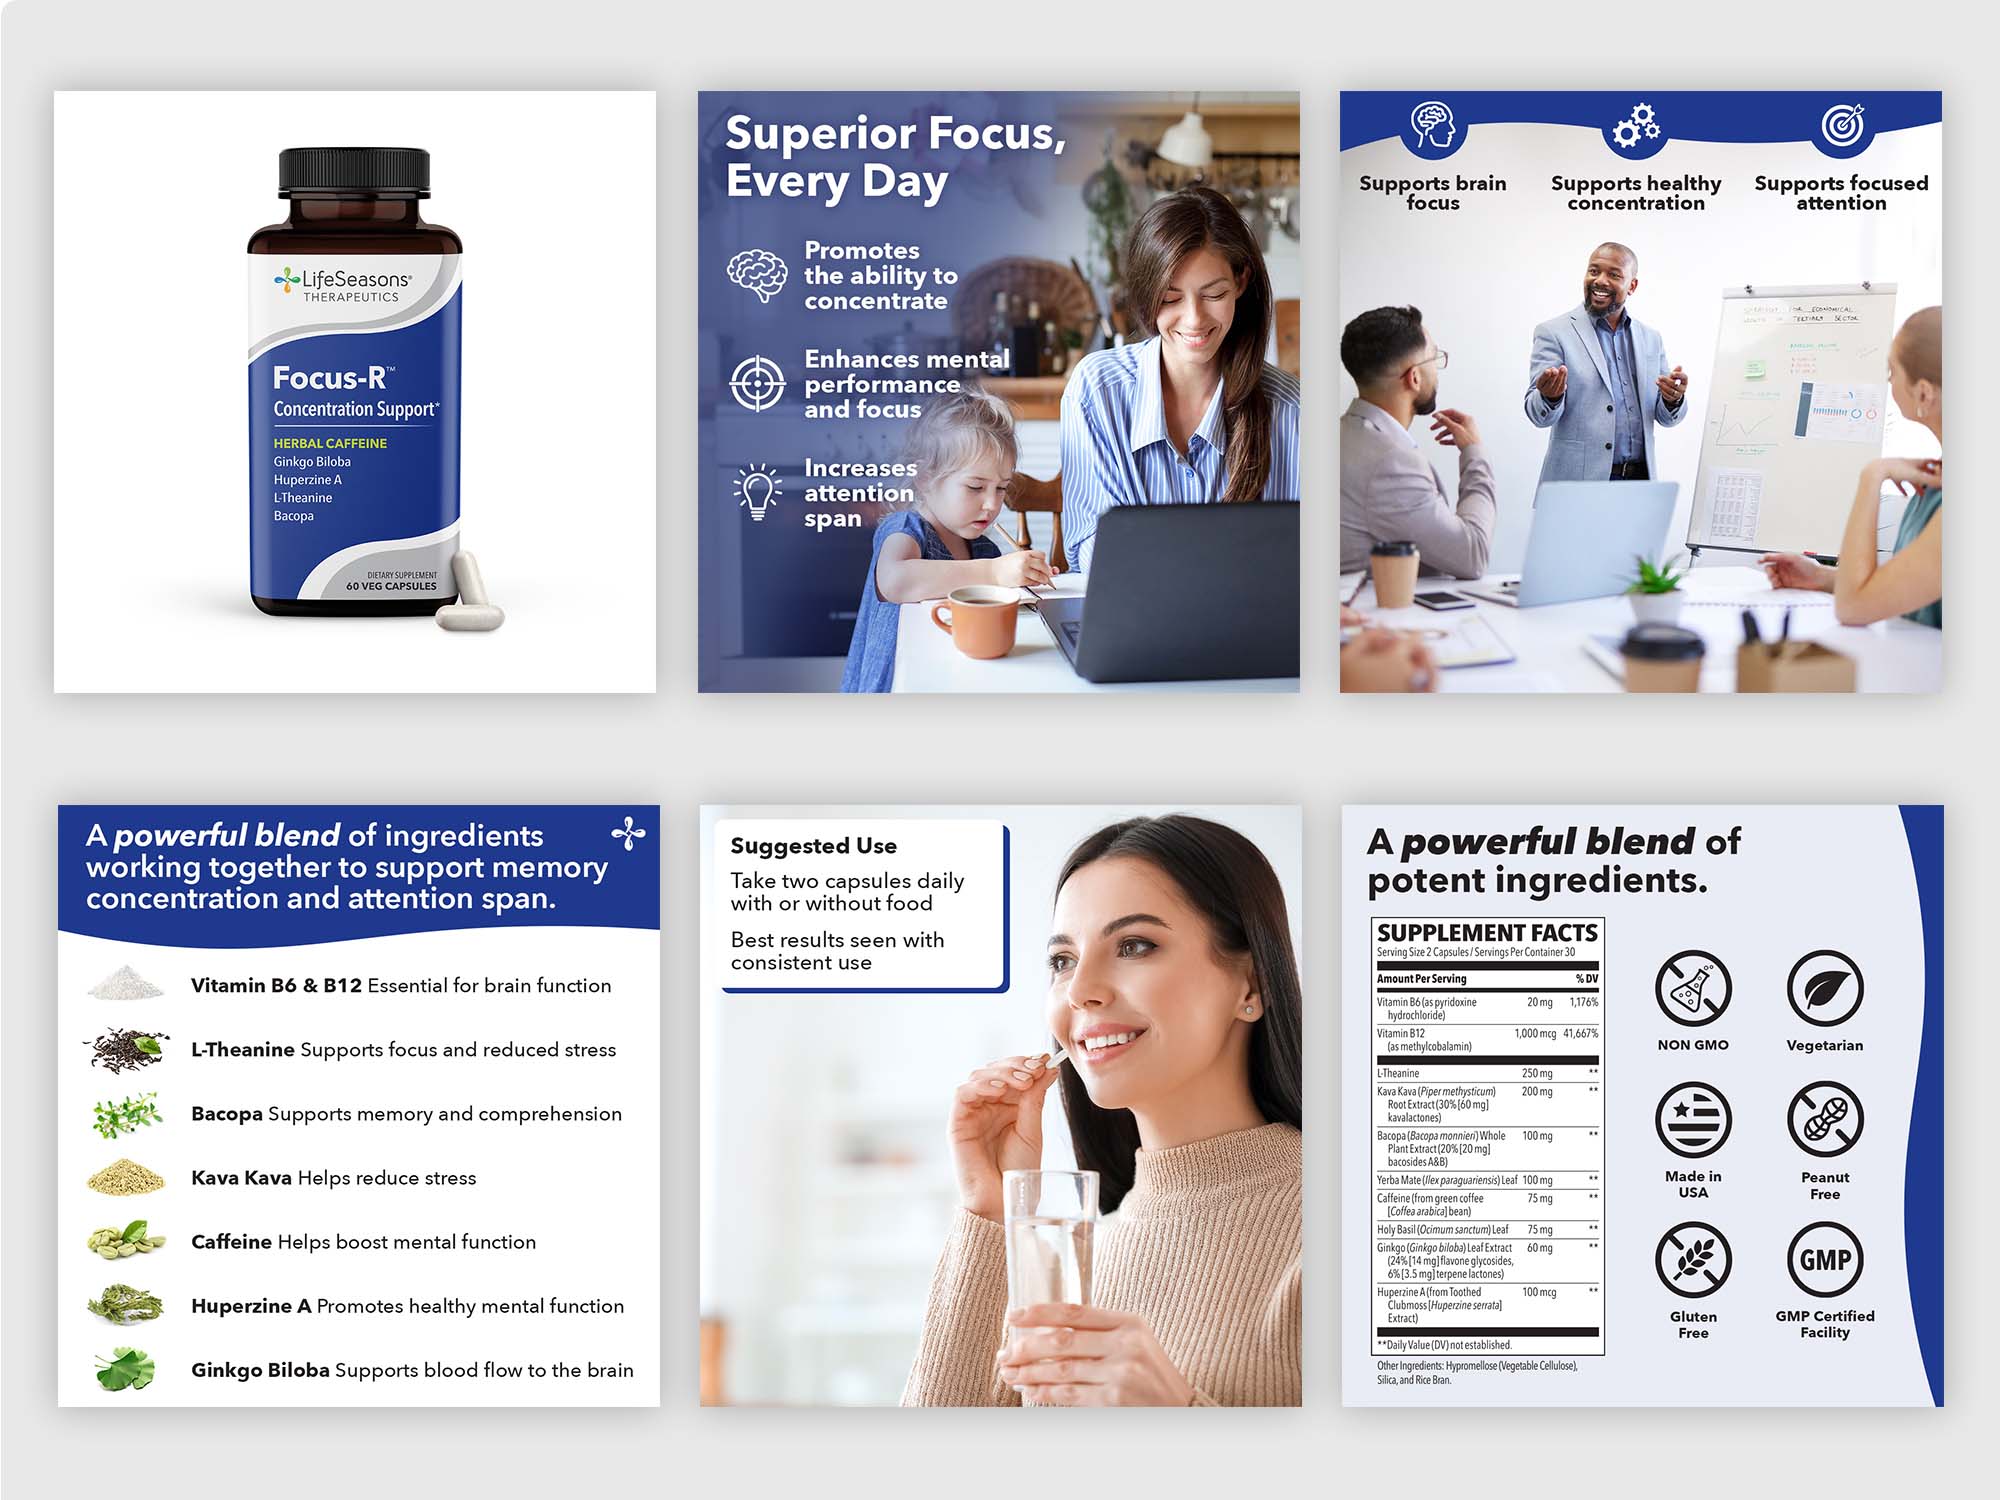 LifeSeasons®
THERAPEUTICS
Focus-R™
Concentration Support*
HERBAL CAFFEINE
Ginkgo Biloba
Huperzine A
L-Theanine
Bacopa
DIETARY SUPPLEMENT
60 VEG CAPSULES
Superior Focus,
Every Day
Promotes
the ability to
concentrate
Enhances mental
performance
and focus
Increases
attention
span
Supports brain
focus
Supports healthy
concentration
Supports focused
attention
FOR ECONOMICAL
TERTIARY SECTOR
A powerful blend of ingredients
working together to support memory
concentration and attention span.
Vitamin B6 & B12 Essential for brain function
L-Theanine Supports focus and reduced stress
Bacopa Supports memory and comprehension
Kava Kava Helps reduce stress
Caffeine Helps boost mental function
Huperzine A Promotes healthy mental function
Ginkgo Biloba Supports blood flow to the brain
Suggested Use
Take two capsules daily
with or without food
Best results seen with
consistent use
A powerful blend of
potent ingredients.
SUPPLEMENT FACTS
Serving Size 2 Capsules / Servings Per Container 30
Amount Per Serving % DV
Vitamin B6 (as pyridoxine 20 mg 1,176%
hydrochloride)
Vitamin B12 1,000 mcg 41,667%
(as methylcobalamin)
L-Theanine 250 mg **
Kava Kava (Piper methysticum) 200 mg **
Root Extract (30% [60 mg]
kavalactones)
Bacopa (Bacopa monnieri) Whole 100 mg **
Plant Extract (20% [20 mg]
bacosides A&B)
Yerba Mate (Ilex paraguariensis) Leaf 100 mg **
Caffeine (from green coffee 75 mg **
[Coffea arabica] bean)
Holy Basil (Ocimum sanctum) Leaf 75 mg **
Ginkgo (Ginkgo biloba) Leaf Extract 60 mg **
(24% [14 mg] flavone glycosides,
6% [3.5 mg] terpene lactones)
Huperzine A (from Toothed 100 mcg **
Clubmoss [Huperzine serrata]
Extract)
**Daily Value (DV) not established.
Other Ingredients: Hypromellose (Vegetable Cellulose),
Silica, and Rice Bran.
NON GMO
Vegetarian
Made in
USA
Peanut
Free
Gluten
Free
GMP
GMP Certified
Facility